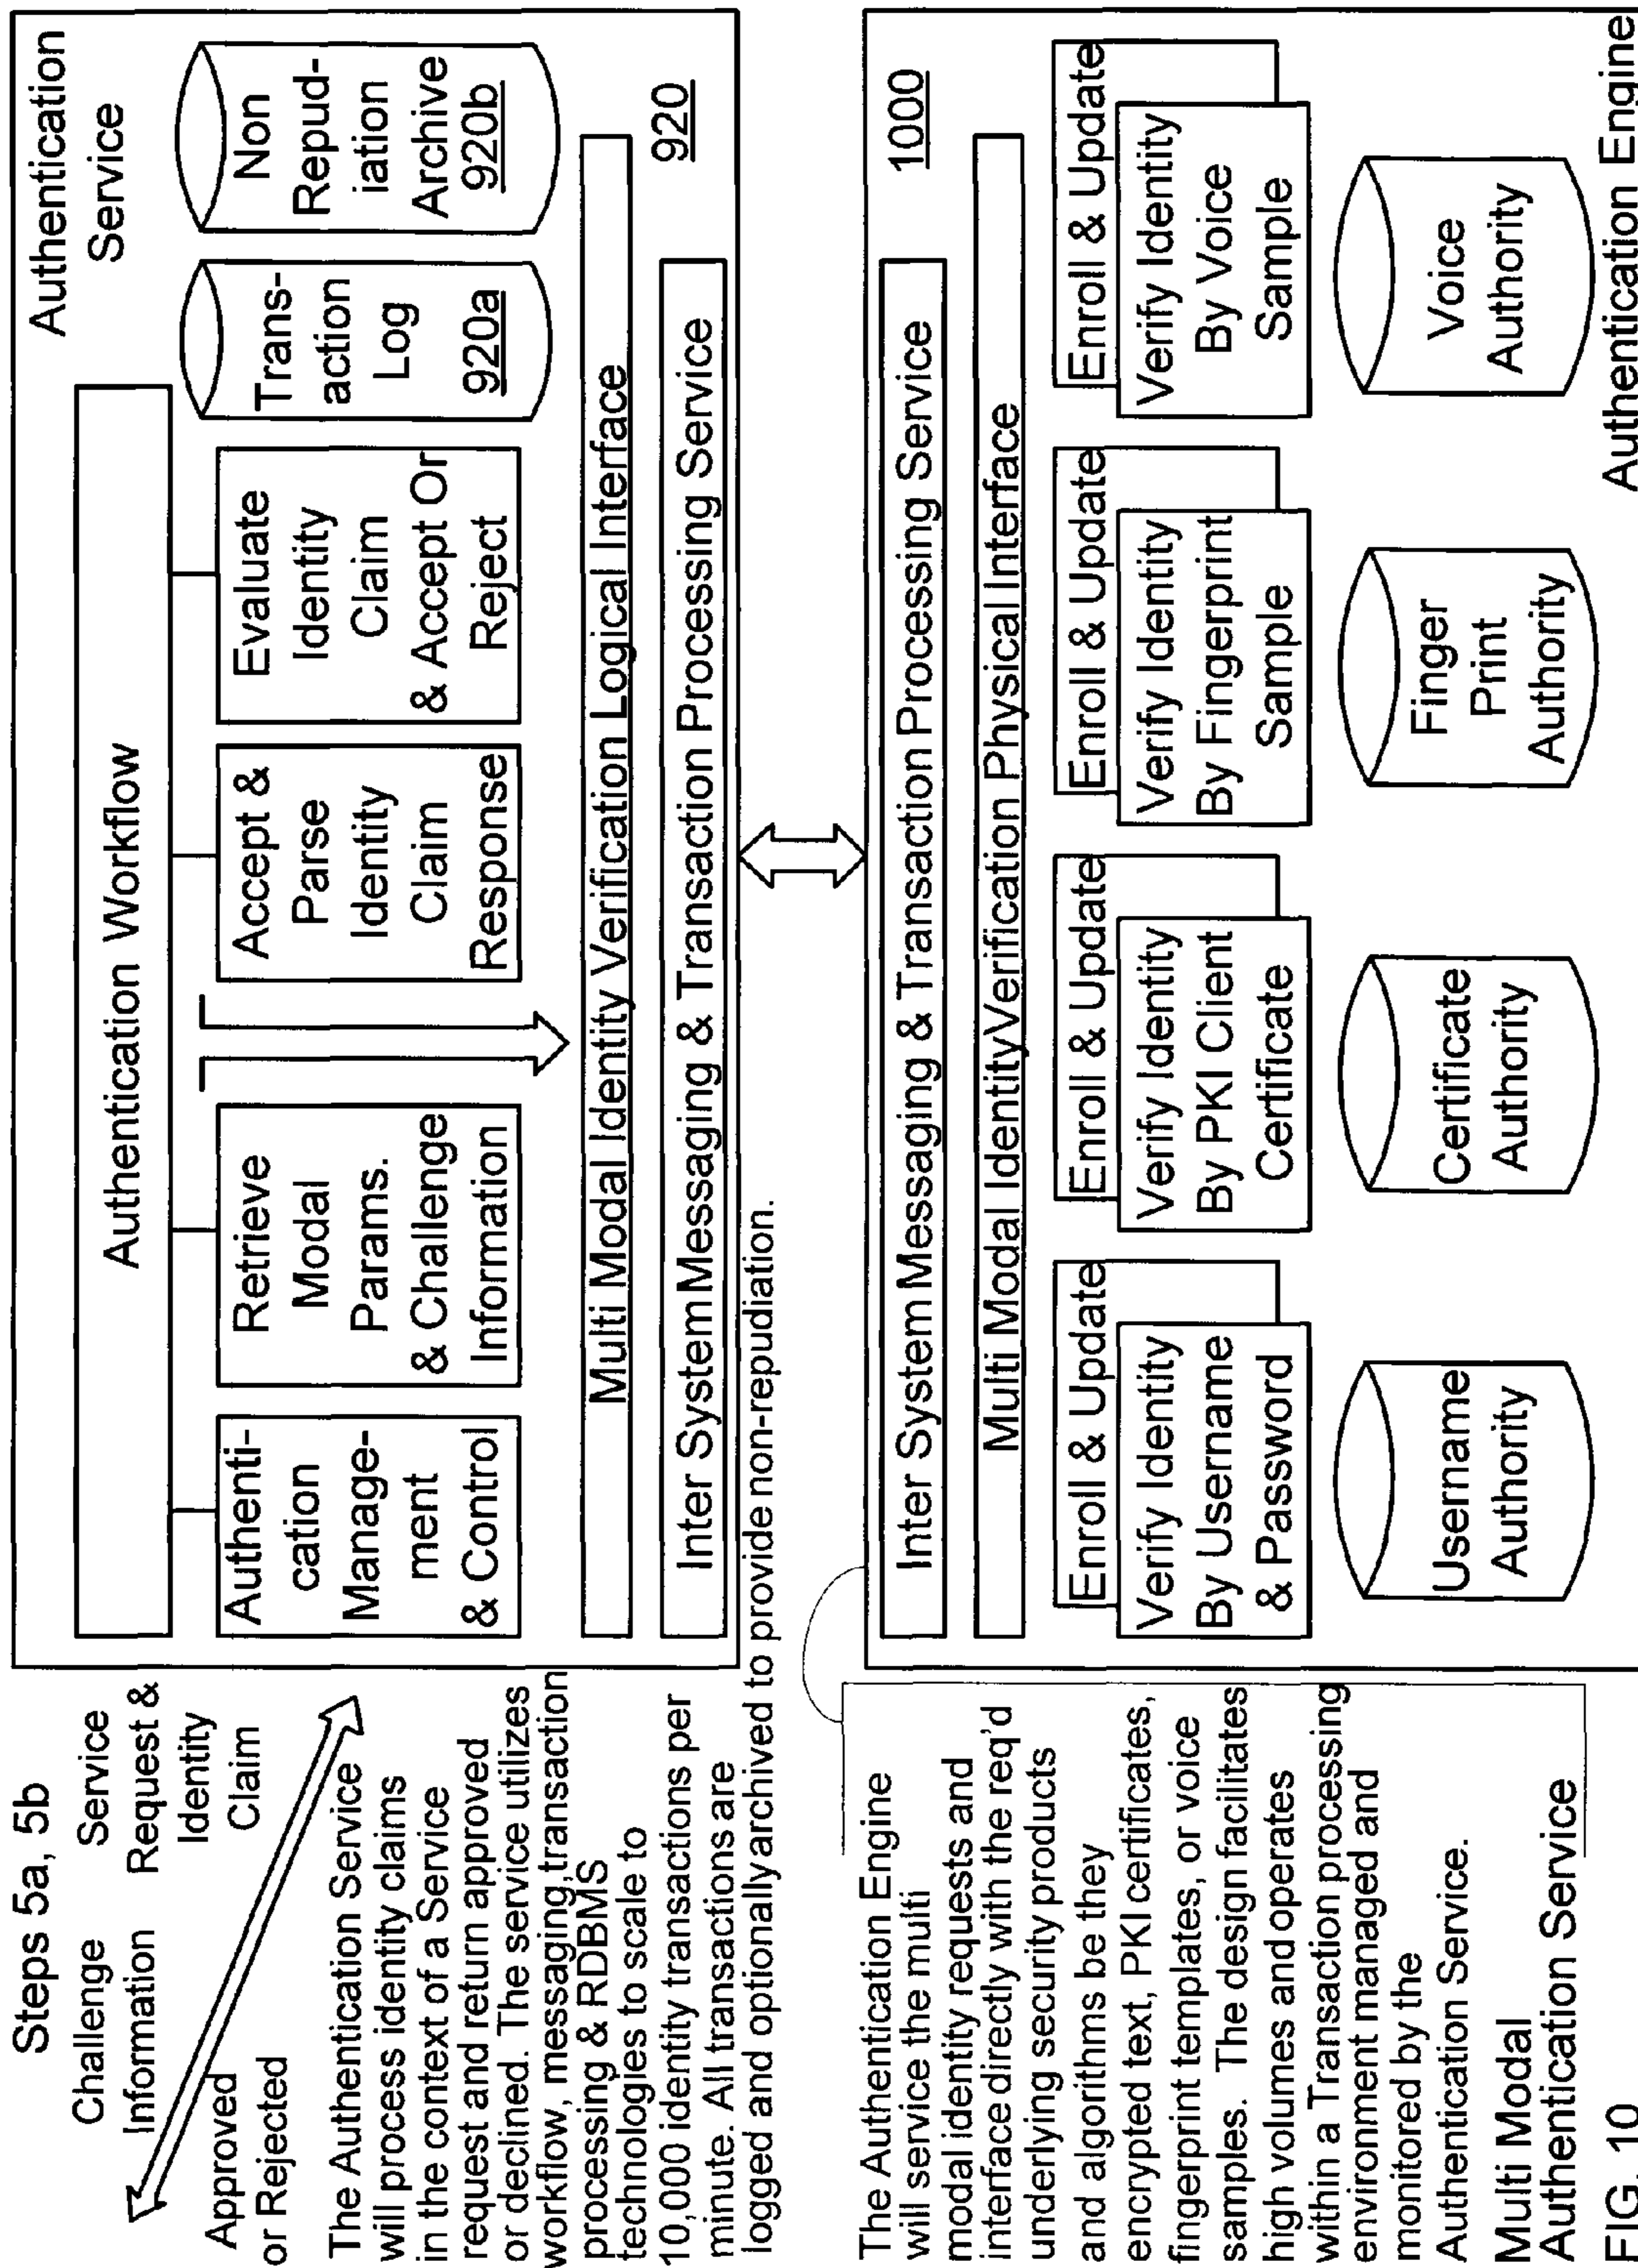 Steps 5a, 5b
Challenge
Information
Service
Request &
Identity
Claim
Approved
or Rejected
The Authentication Service
will process identity claims
in the context of a Service
request and return approved
or declined. The service utilizes
workflow, messaging,transaction
processing & RDBMS
technologies to scale to
10,000 identity transactions per
minute. All transactions are
logged and optionally archived to provide non-repudiation.
Authentication
Service
Authentication Workflow
Authenti-
cation
Manage-
ment
& Control
Retrieve
Modal
Params.
& Challenge
Information
Accept &
Parse
Identity
Claim
Response
Evaluate
Identity
Claim
& Accept Or
Reject
Trans-
action
Log
920a
Non
Repud-
iation
Archive
920b
Multi Modal Identity Verification Logical Interface
Inter SystemMessaging & Transaction Processing Service
920
The Authentication Engine
will service the multi
modal identity requests and
interface directly with the req'd
underlying security products
and algorithms be they
encrypted text, PKI certificates,
fingerprint templates, or voice
samples. The design facilitates
high volumes and operates
within a Transaction processing
environment managed and
monitored by the
Authentication Service.
1000
Inter SystemMessaging & Transaction Processing Service
Multi Modal IdentityVerification Physical Interface
Enroll & Update
Verify Identity
By Username
& Password
Username
Authority
Enroll & Update
Verify Identity
By PKI Client
Certificate
Certificate
Authority
Enroll & Update
Verify Identity
By Fingerprint
Sample
Finger
Print
Authority
Enroll & Update
Verify Identity
By Voice
Sample
Voice
Authority
Authentication Engine
Multi Modal
Authentication Service
FIG. 10